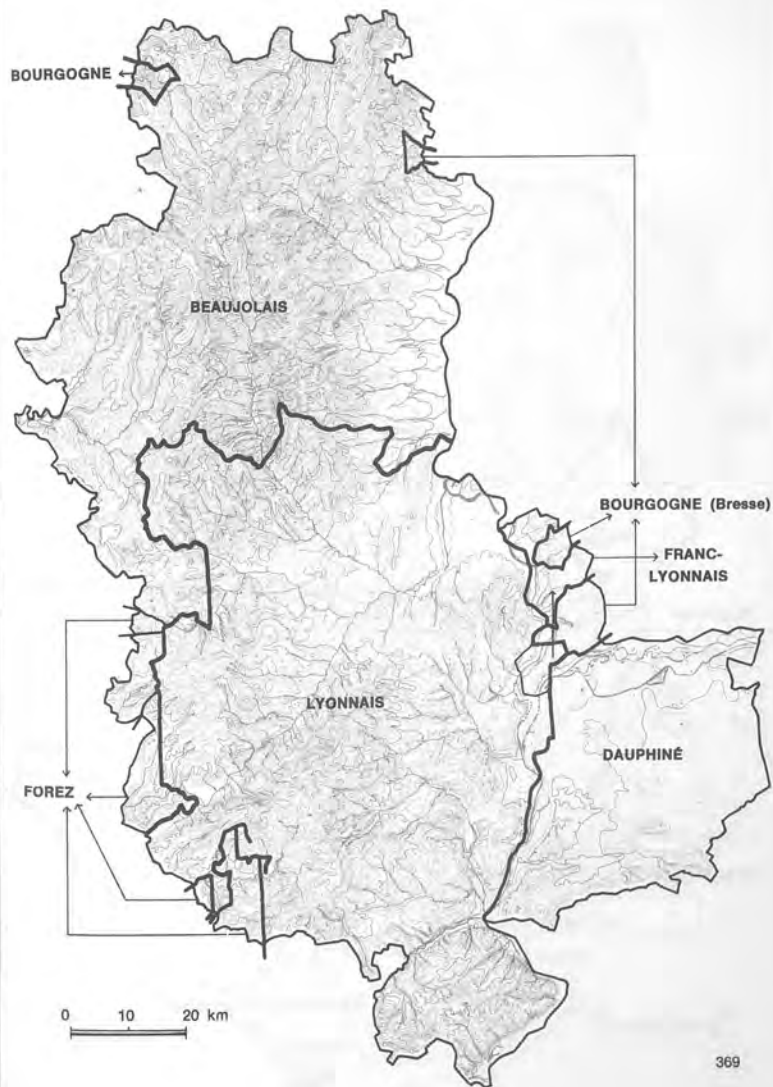 BOURGOGNE
BEAUJOLAIS
BOURGOGNE (Bresse)
FRANC-
LYONNAIS
LYONNAIS
DAUPHINÉ
FOREZ
0 10 20 km
369